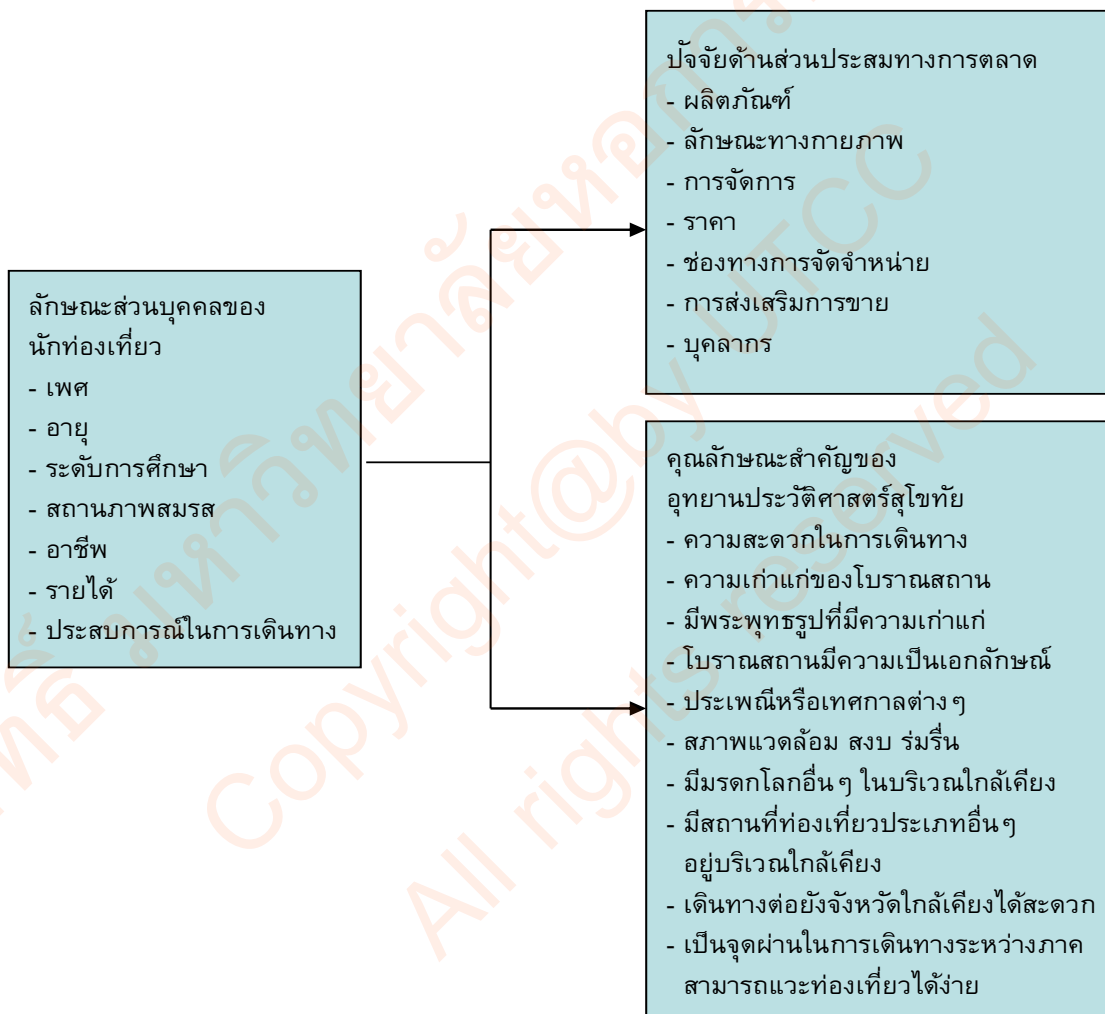 ปัจจัยด้านส่วนประสมทางการตลาด
- ผลิตภัณฑ์
- ลักษณะทางกายภาพ
- การจัดการ
- ราคา
- ช่องทางการจัดจำหน่าย
- การส่งเสริมการขาย
- บุคลากร
ลักษณะส่วนบุคคลของ
นักท่องเที่ยว
- เพศ
- อายุ
- ระดับการศึกษา
- สถานภาพสมรส
- อาชีพ
- รายได้
- ประสบการณ์ในการเดินทาง
คุณลักษณะสำคัญของ
อุทยานประวัติศาสตร์สุโขทัย
- ความสะดวกในการเดินทาง
- ความเก่าแก่ของโบราณสถาน
- มีพระพุทธรูปที่มีความเก่าแก่
- โบราณสถานมีความเป็นเอกลักษณ์
- ประเพณีหรือเทศกาลต่างๆ
- สภาพแวดล้อม สงบ ร่มรื่น
- มีมรดกโลกอื่นๆ ในบริเวณใกล้เคียง
- มีสถานที่ท่องเที่ยวประเภทอื่นๆ
อยู่บริเวณใกล้เคียง
- เดินทางต่อยังจังหวัดใกล้เคียงได้สะดวก
- เป็นจุดผ่านในการเดินทางระหว่างภาค
สามารถแวะท่องเที่ยวได้ง่าย
มหาวิทยาลัยหอการ
Copyright@by UTCC
All rights reserved